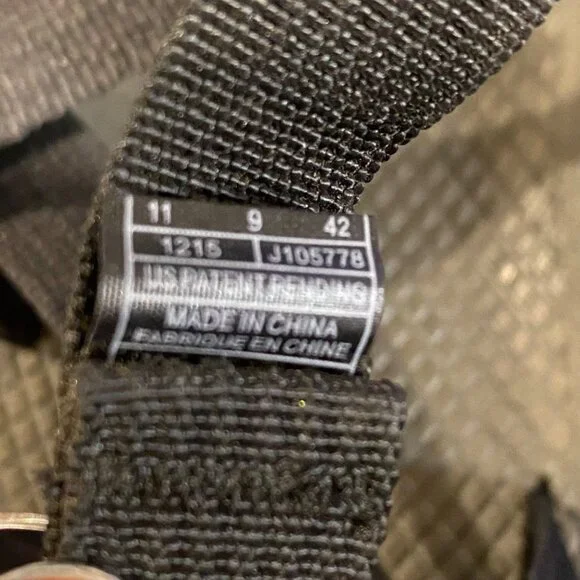 11 9 42
1215 J105778
US PATENT PENDING
MADE IN CHINA
FABRIQUE EN CHINE